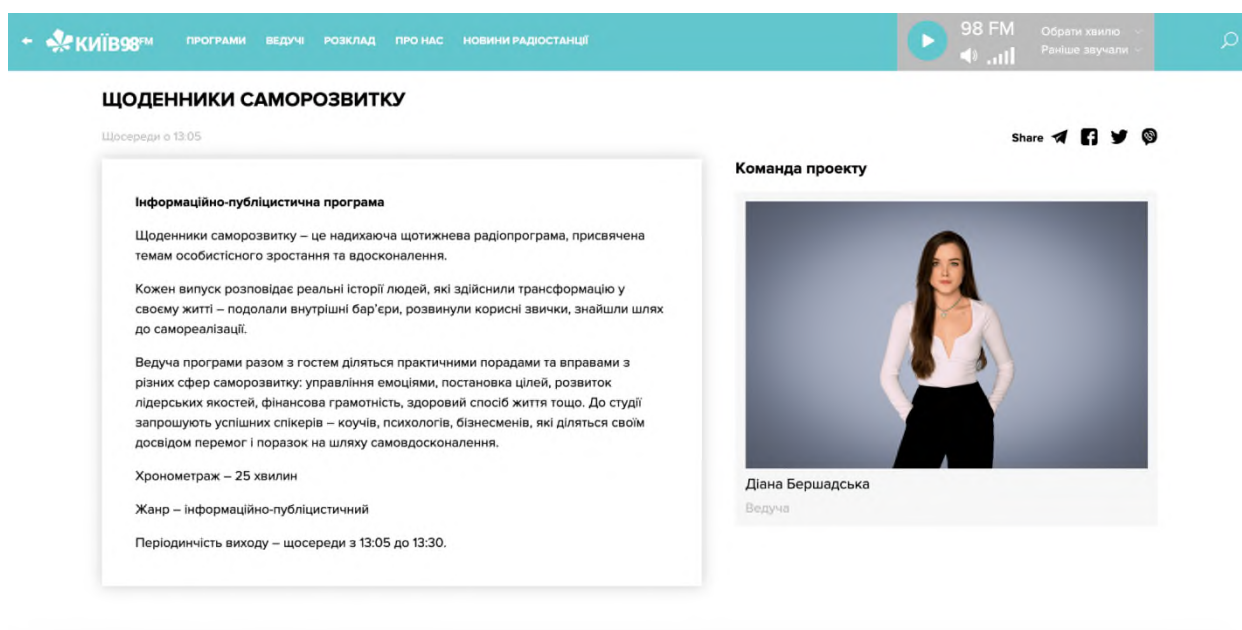 КИЇВ98FM
ПРОГРАМИ ВЕДУЧІ РОЗКЛАД ПРО НАС НОВИНИ РАДІОСТАНЦІЇ
98 FM
Обрати хвилю
Раніше звучали
ЩОДЕННИКИ САМОРОЗВИТКУ
Щосереди о 13:05
Share
Інформаційно-публіцистична програма
Щоденники саморозвитку – це надихаюча щотижнева радіопрограма, присвячена
темам особистісного зростання та вдосконалення.
Кожен випуск розповідає реальні історії людей, які здійснили трансформацію у
своєму житті – подолали внутрішні бар’єри, розвинули корисні звички, знайшли шлях
до самореалізації.
Ведуча програми разом з гостем діляться практичними порадами та вправами з
різних сфер саморозвитку: управління емоціями, постановка цілей, розвиток
лідерських якостей, фінансова грамотність, здоровий спосіб життя тощо. До студії
запрошують успішних спікерів – коучів, психологів, бізнесменів, які діляться своїм
досвідом перемог і поразок на шляху самовдосконалення.
Хронометраж – 25 хвилин
Жанр – інформаційно-публіцистичний
Періодинчість виходу – щосереди з 13:05 до 13:30.
Команда проекту
Діана Бершадська
Ведуча